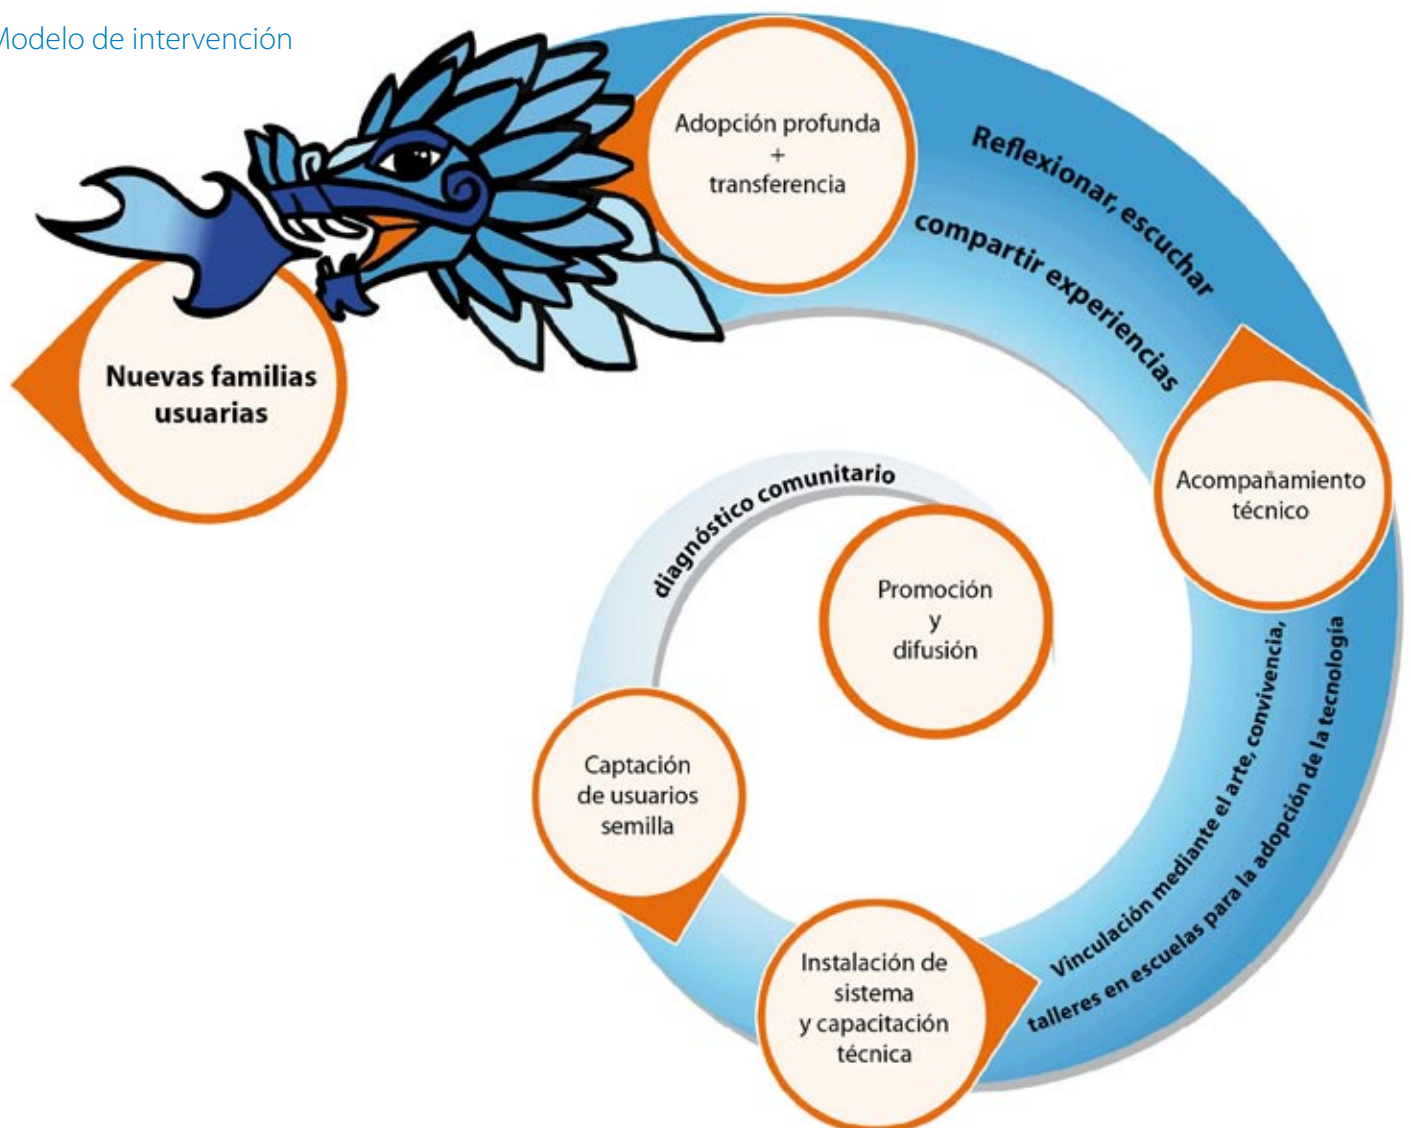 Modelo de intervención
Adopción profunda
+
transferencia
Reflexionar, escuchar
compartir experiencias
Nuevas familias
usuarias
Acompañamiento
técnico
diagnóstico comunitario
Promoción
y
difusión
Captación
de usuarios
semilla
Vinculación mediante el arte, convivencia,
talleres en escuelas para la adopción de la tecnología
Instalación de
sistema
y capacitación
técnica